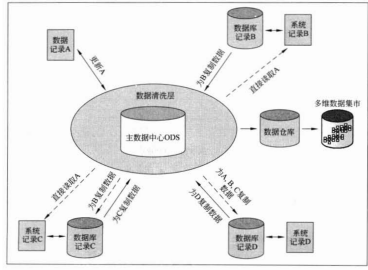 数据
记录A
更新A
数据库
记录B
系统
记录B
为B复制数据
直接读取A
数据清洗层
主数据中心ODS
数据仓库
多维数据集市
直接读取A
为B复制数据
为C复制数据
为A、B、C复制
数据
为D复制数据
系统
记录C
数据库
记录C
数据库
记录D
系统
记录D